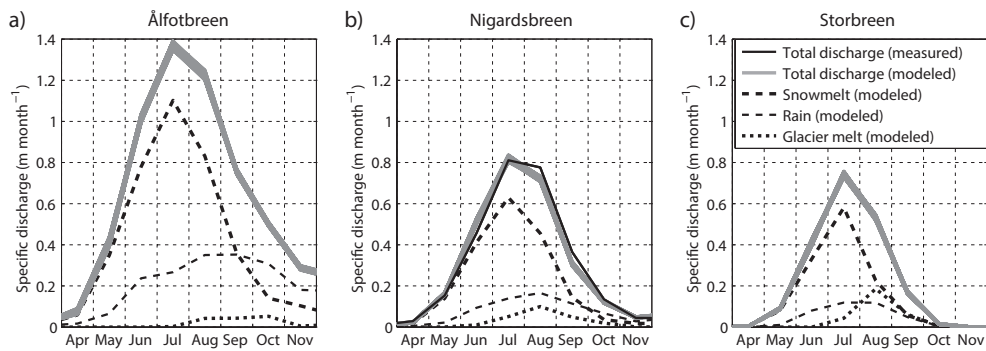 a)
Ålfotbreen
Specific discharge (m month⁻¹)
1.4
1.2
1
0.8
0.6
0.4
0.2
0
Apr May Jun Jul Aug Sep Oct Nov
b)
Nigardsbreen
Specific discharge (m month⁻¹)
1.4
1.2
1
0.8
0.6
0.4
0.2
0
Apr May Jun Jul Aug Sep Oct Nov
c)
Storbreen
Specific discharge (m month⁻¹)
1.4
1.2
1
0.8
0.6
0.4
0.2
0
Apr May Jun Jul Aug Sep Oct Nov
Total discharge (measured)
Total discharge (modeled)
Snowmelt (modeled)
Rain (modeled)
Glacier melt (modeled)